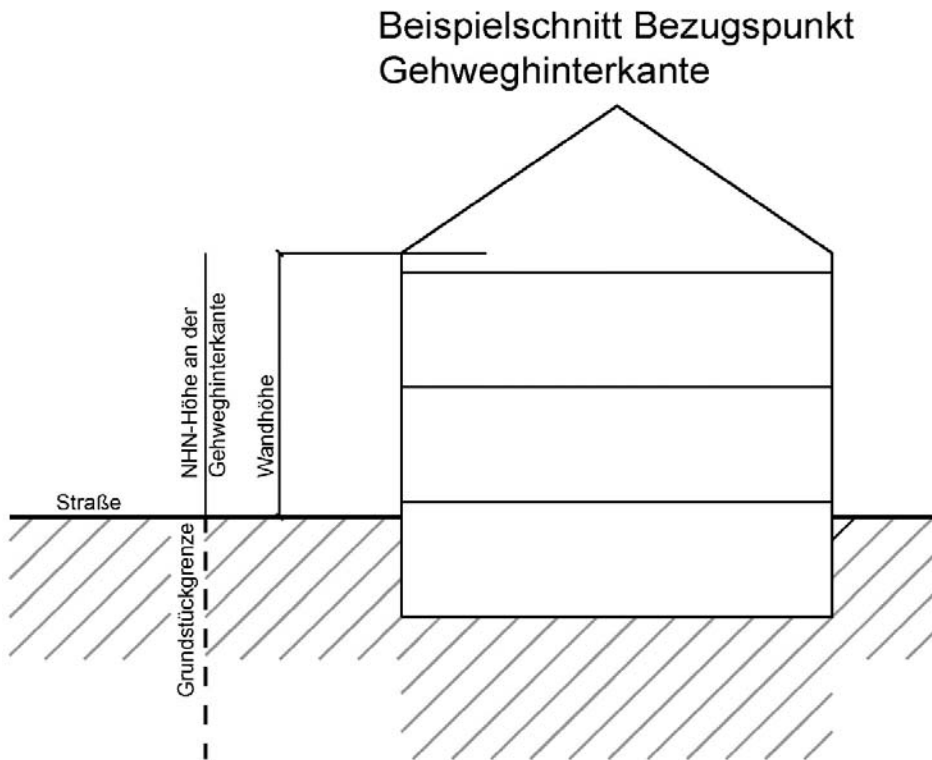 Beispielschnitt Bezugspunkt
Gehweghinterkante
NHN-Höhe an der
Gehweghinterkante
Wandhöhe
Straße
Grundstückgrenze